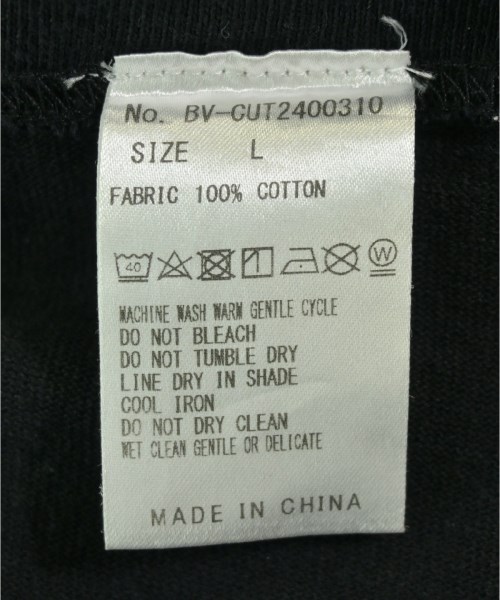 No. BV-CUT2400310
SIZE L
FABRIC 100% COTTON
40 W
MACHINE WASH WARM GENTLE CYCLE
DO NOT BLEACH
DO NOT TUMBLE DRY
LINE DRY IN SHADE
COOL IRON
DO NOT DRY CLEAN
WET CLEAN GENTLE OR DELICATE
MADE IN CHINA